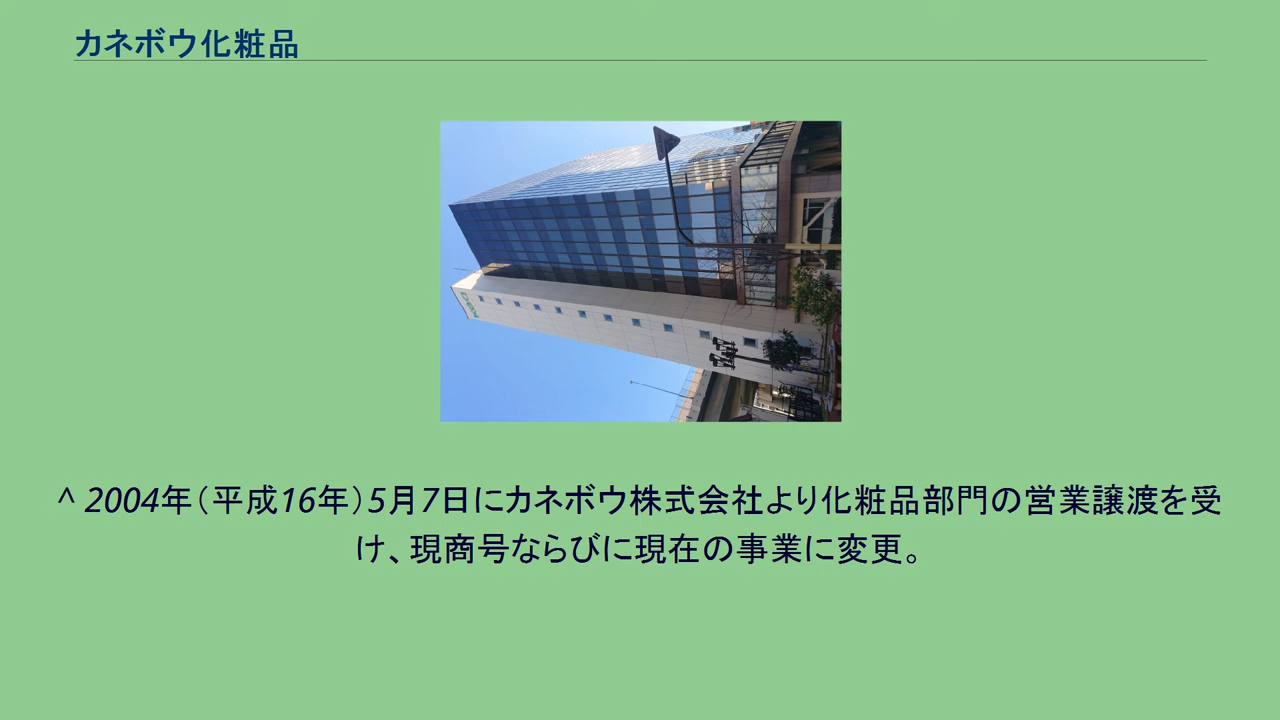 カネボウ化粧品
^ 2004年（平成16年）5月7日にカネボウ株式会社より化粧品部門の営業譲渡を受
け、現商号ならびに現在の事業に変更。